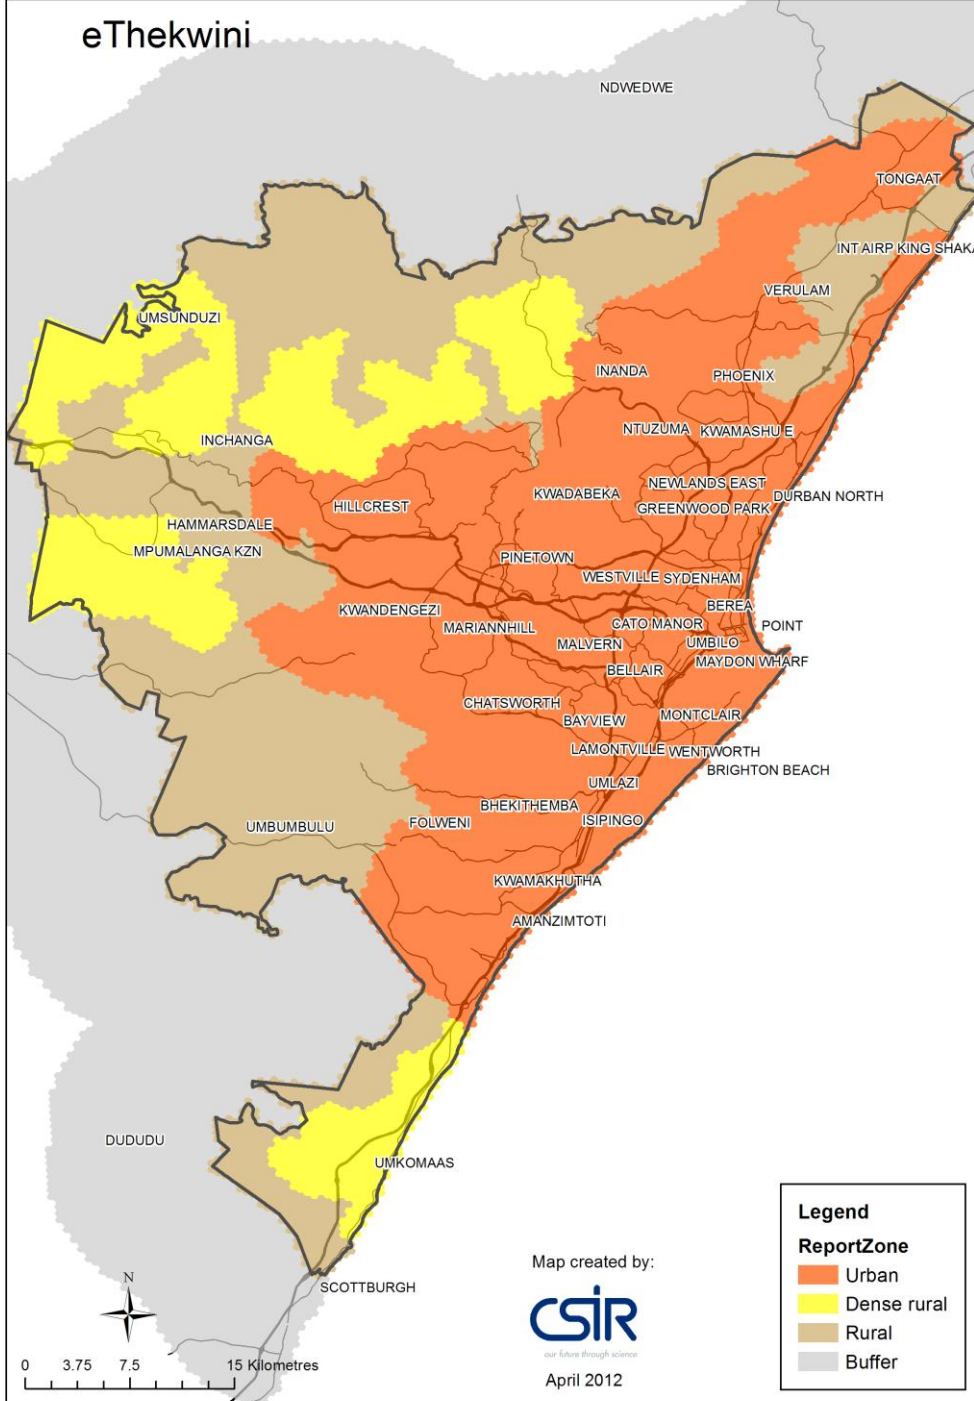 eThekwini
NDWEDWE
TONGAAT
INT AIRP KING SHAKA
VERULAM
UMSUNDUZI
INANDA
PHOENIX
NTUZUMA
KWAMASHU E
INCHANGA
NEWLANDS EAST
KWADABEKA
DURBAN NORTH
HILLCREST
GREENWOOD PARK
HAMMARSDALE
MPUMALANGA KZN
PINETOWN
WESTVILLE
SYDENHAM
KWANDENGEZI
BEREA
MARIANNHILL
CATO MANOR
POINT
MALVERN
UMBILO
BELLAIR
MAYDON WHARF
CHATSWORTH
BAYVIEW
MONTCLAIR
LAMONTVILLE
WENTWORTH
BRIGHTON BEACH
UMLAZI
BHEKITHEMBA
UMBUMBULU
FOLWENI
ISIPINGO
KWAMAKHUTHA
AMANZIMTOTI
DUDUDU
UMKOMAAS
SCOTTBURGH
N
0 3.75 7.5 15 Kilometres
Map created by:
CSIR
our future through science
April 2012
Legend
ReportZone
Urban
Dense rural
Rural
Buffer